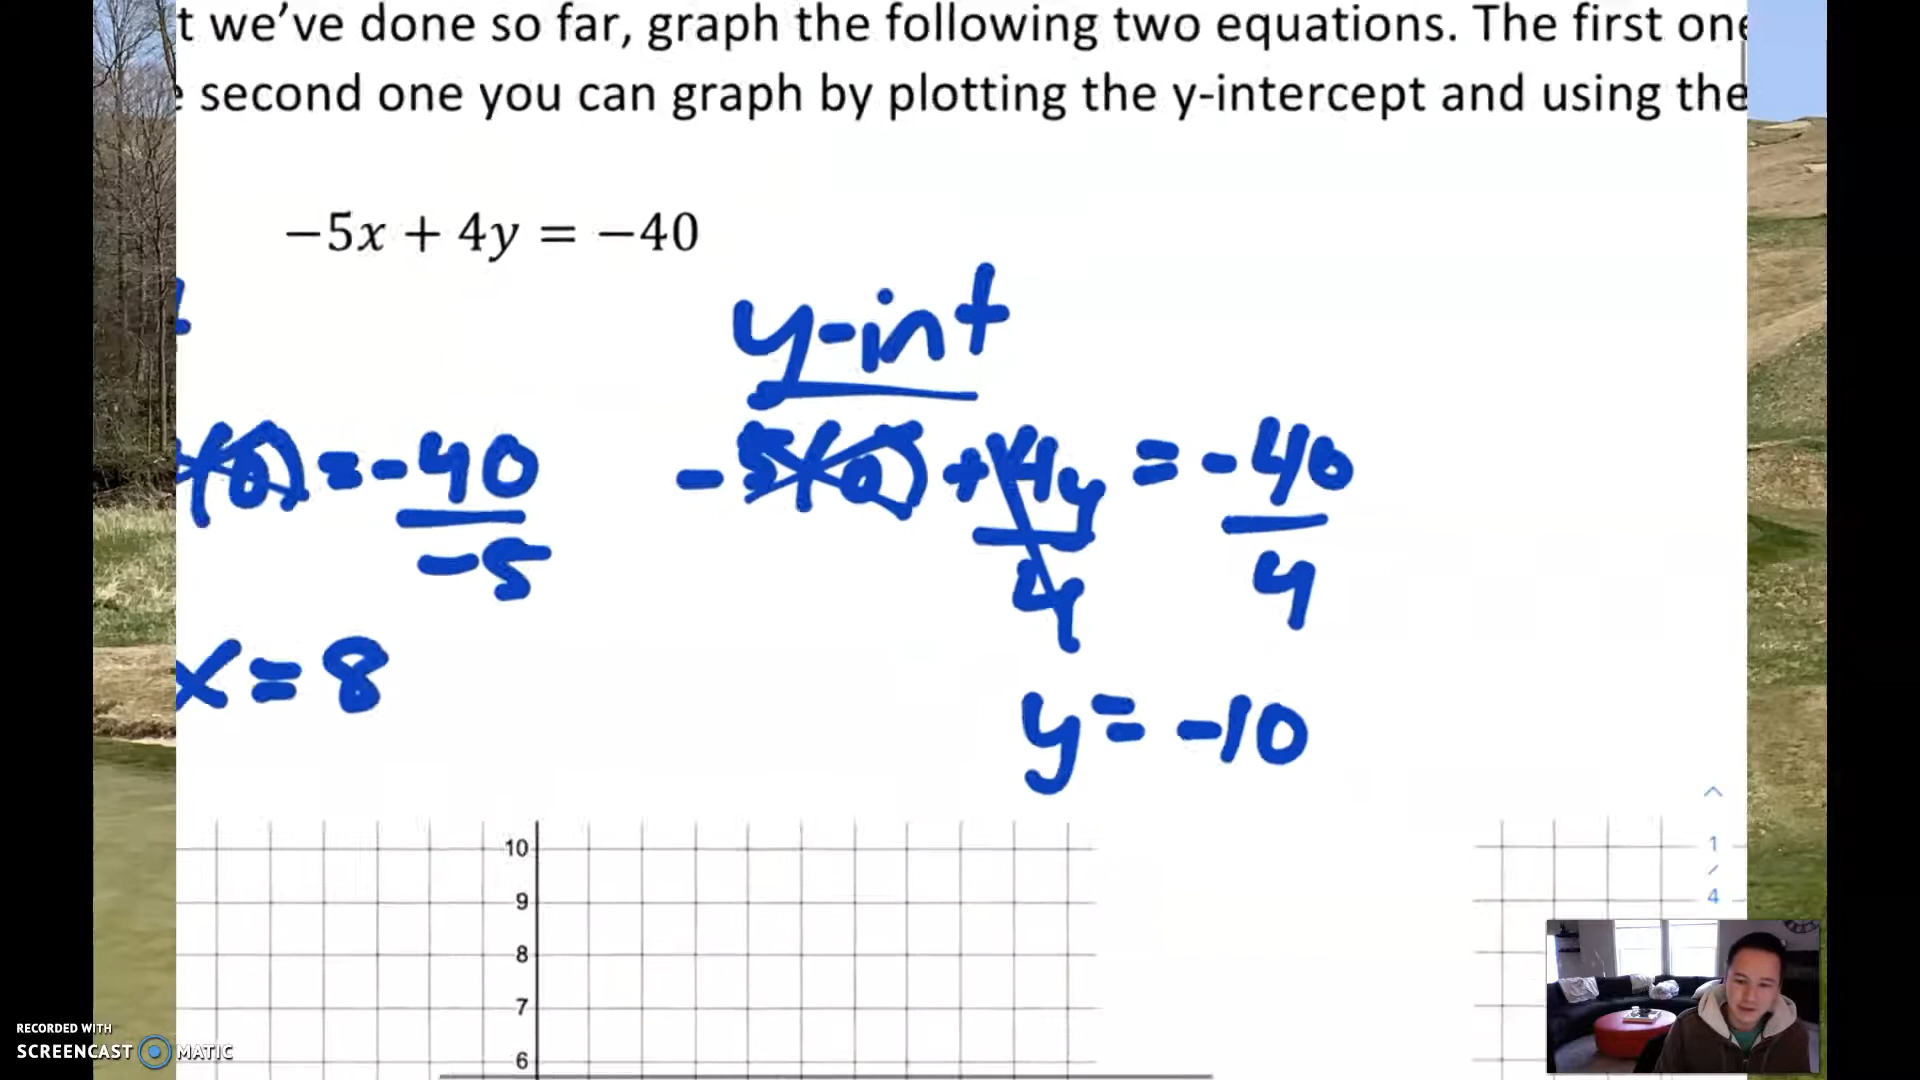 t we've done so far, graph the following two equations. The first one
second one you can graph by plotting the y-intercept and using the
−5x + 4y = −40
y-int
(0) = -40
-5
x = 8
-5(0) + 4y = -40
4 4
y = -10
10
9
8
7
6
1
/
4
RECORDED WITH
SCREENCAST MATIC